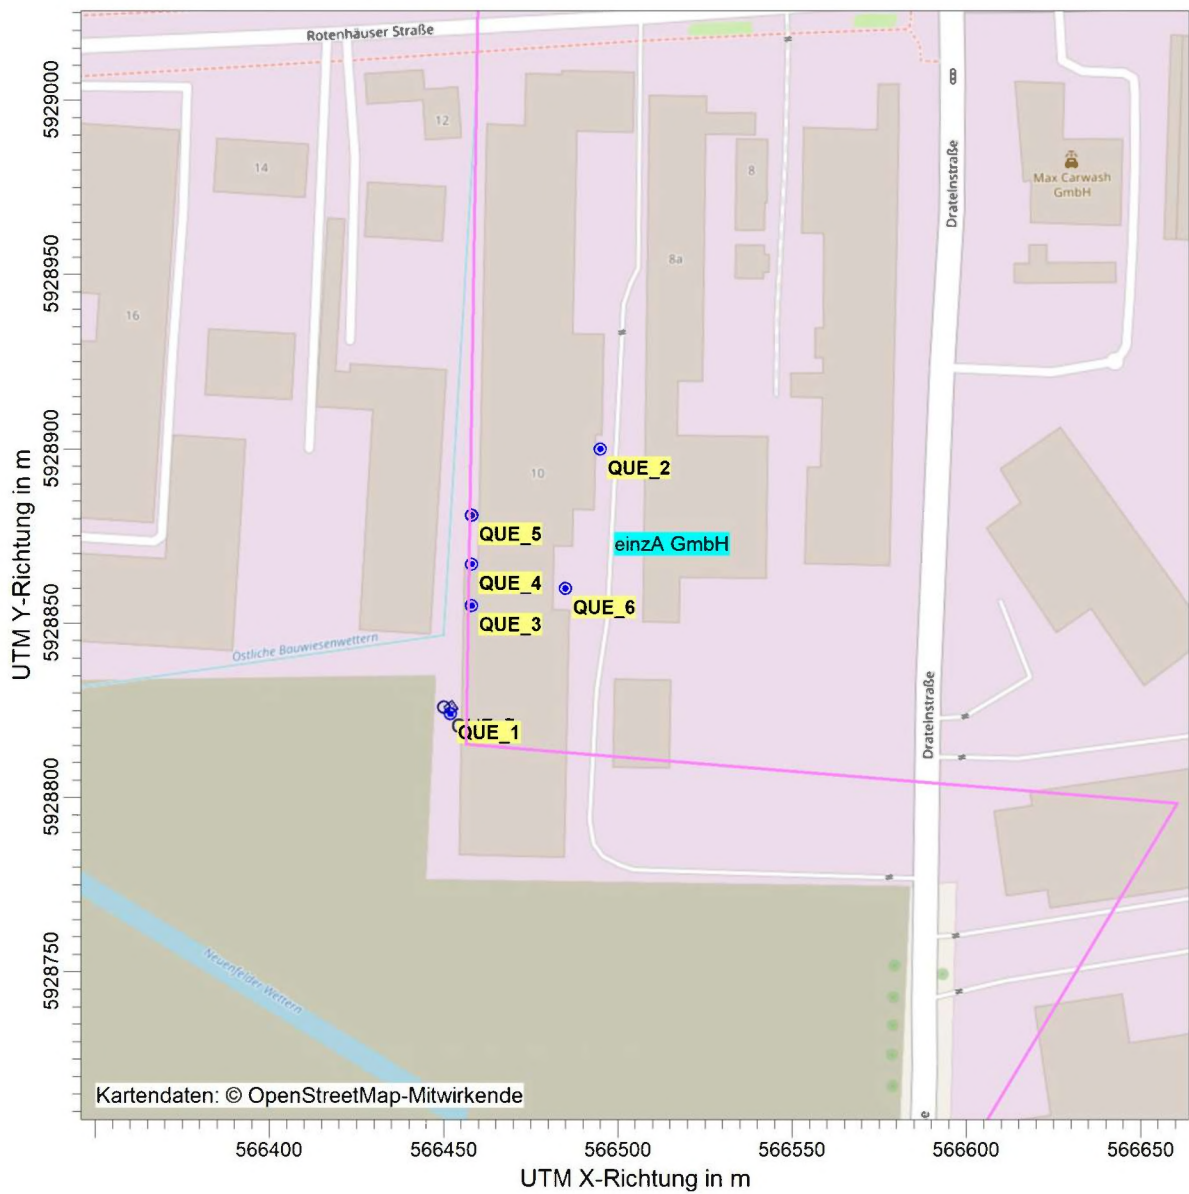 Rotenhäuser Straße
12
14
8
Max Carwash
GmbH
Dratelnstraße
8a
16
10
QUE_2
QUE_5
einzA GmbH
QUE_4
QUE_6
QUE_3
Östliche Bauwiesenwettern
QUE_1
Dratelnstraße
Neuenfelder Wettern
Kartendaten: © OpenStreetMap-Mitwirkende
e
5929000
5928950
5928900
5928850
5928800
5928750
UTM Y-Richtung in m
566400
566450
566500
566550
566600
566650
UTM X-Richtung in m